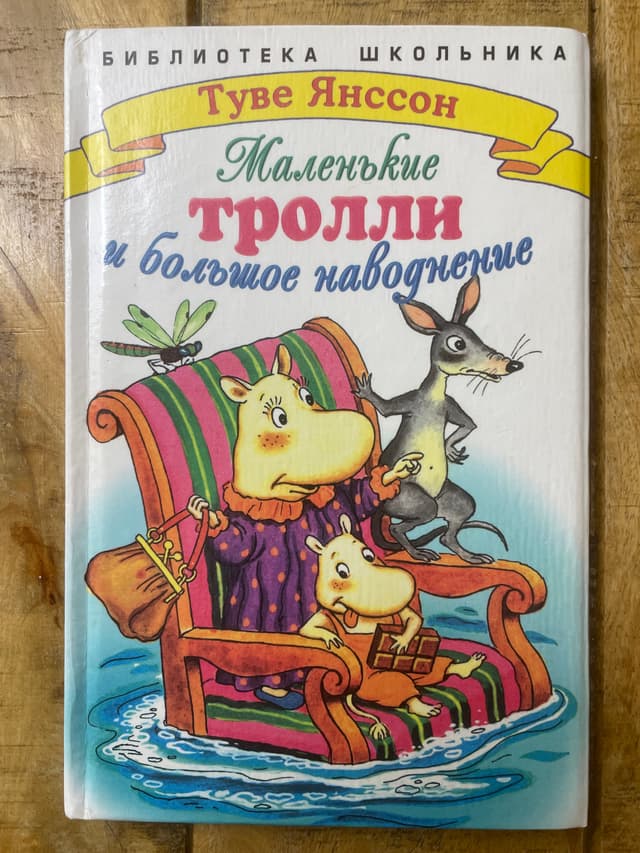 БИБЛИОТЕКА ШКОЛЬНИКА
Туве Янссон
Маленькие
тролли
и большое наводнение